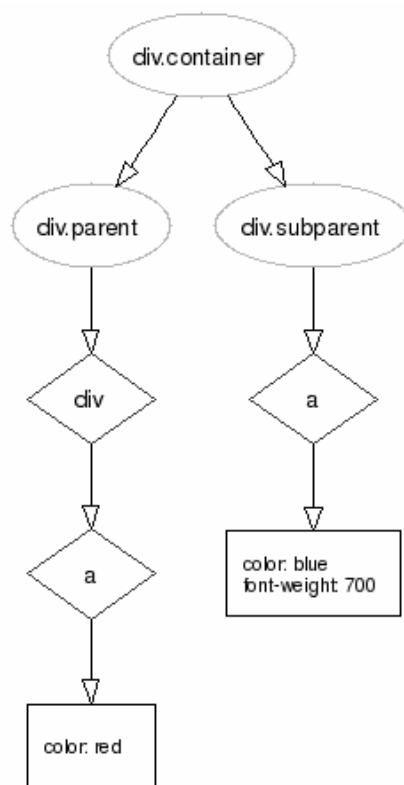 div.container
div.parent
div.subparent
div
a
a
color: blue
font-weight: 700
color: red